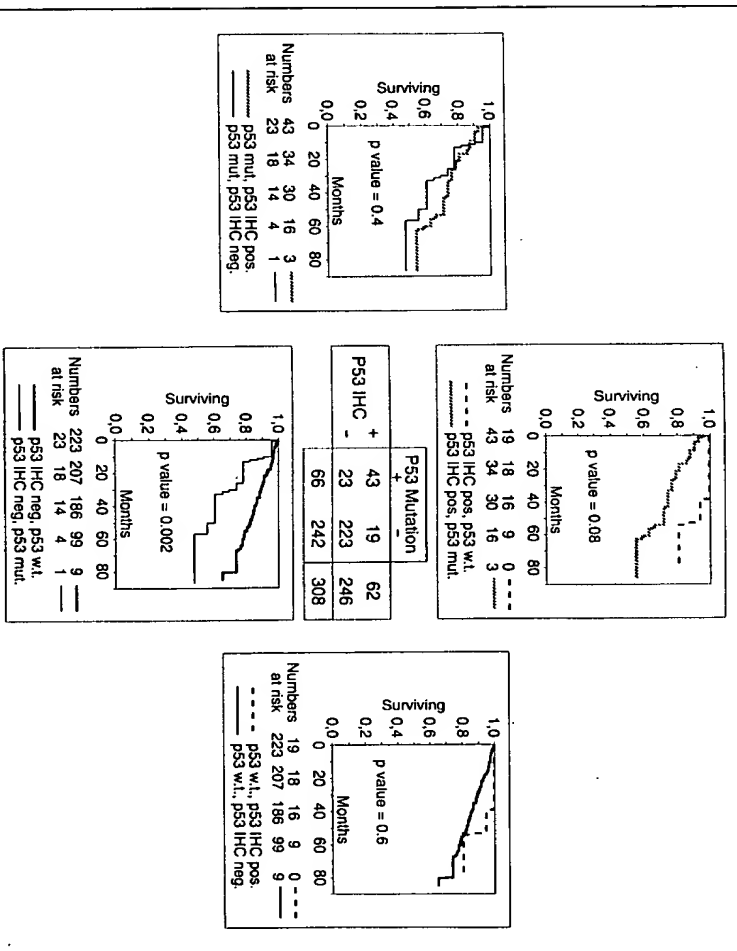 Surviving
1,0
0,8
0,6
0,4
0,2
0,0
p value = 0.6
0 20 40 60 80
Months
Numbers 19 18 16 9 0
at risk 223 207 186 99 9
p53 w.t., p53 IHC pos.
p53 w.t., p53 IHC neg.
Surviving
1,0
0,8
0,6
0,4
0,2
0,0
p value = 0.08
0 20 40 60 80
Months
Numbers 19 18 16 9 0
at risk 43 34 30 16 3
p53 IHC pos, p53 w.t.
p53 IHC pos, p53 mut.
P53 Mutation
+ -
P53 IHC
+ 43 19 62
- 23 223 246
66 242 308
Surviving
1,0
0,8
0,6
0,4
0,2
0,0
p value = 0.002
0 20 40 60 80
Months
Numbers 223 207 186 99 9
at risk 23 18 14 4 1
p53 IHC neg, p53 w.t.
p53 IHC neg, p53 mut.
Surviving
1,0
0,8
0,6
0,4
0,2
0,0
p value = 0.4
0 20 40 60 80
Months
Numbers 43 34 30 16 3
at risk 23 18 14 4 1
p53 mut, p53 IHC pos.
p53 mut, p53 IHC neg.